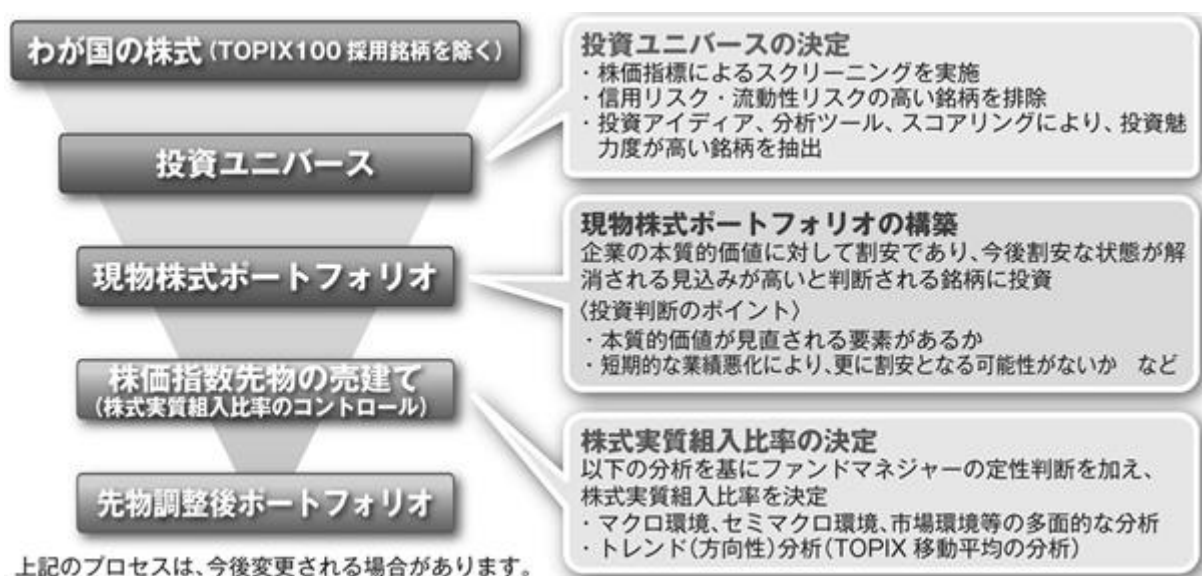 わが国の株式(TOPIX100 採用銘柄を除く)
投資ユニバース
現物株式ポートフォリオ
株価指数先物の売建て
(株式実質組入比率のコントロール)
先物調整後ポートフォリオ
上記のプロセスは、今後変更される場合があります。
投資ユニバースの決定
・株価指標によるスクリーニングを実施
・信用リスク・流動性リスクの高い銘柄を排除
・投資アイディア、分析ツール、スコアリングにより、投資魅
力度が高い銘柄を抽出
現物株式ポートフォリオの構築
企業の本質的価値に対して割安であり、今後割安な状態が解
消される見込みが高いと判断される銘柄に投資
〈投資判断のポイント〉
・本質的価値が見直される要素があるか
・短期的な業績悪化により、更に割安となる可能性がないか　など
株式実質組入比率の決定
以下の分析を基にファンドマネジャーの定性判断を加え、
株式実質組入比率を決定
・マクロ環境、セミマクロ環境、市場環境等の多面的な分析
・トレンド(方向性)分析(TOPIX 移動平均の分析)